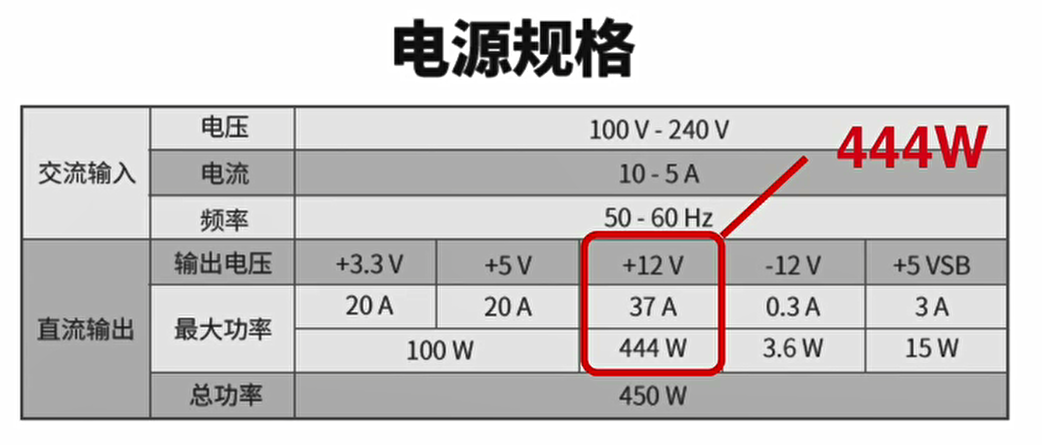 电源规格
交流输入 电压 100 V - 240 V
444W
电流 10 - 5 A
频率 50 - 60 Hz
直流输出 输出电压 +3.3 V +5 V +12 V -12 V +5 VSB
最大功率 20 A 20 A 37 A 0.3 A 3 A
100 W 444 W 3.6 W 15 W
总功率 450 W